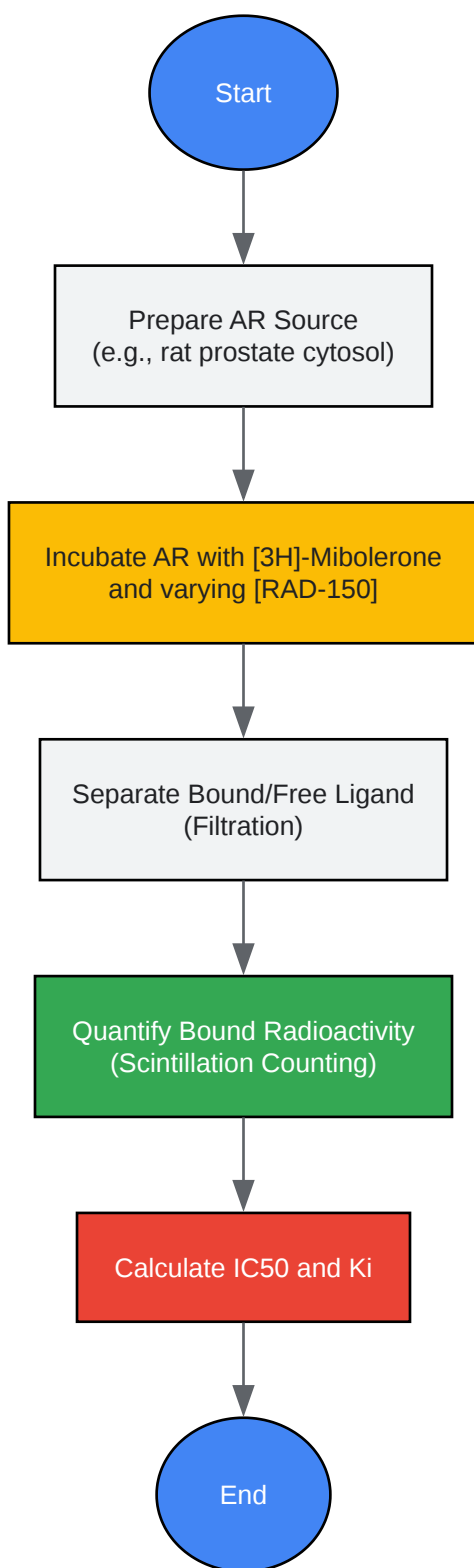 Start
Prepare AR Source
(e.g., rat prostate cytosol)
Incubate AR with [3H]-Mibolerone
and varying [RAD-150]
Separate Bound/Free Ligand
(Filtration)
Quantify Bound Radioactivity
(Scintillation Counting)
Calculate IC50 and Ki
End